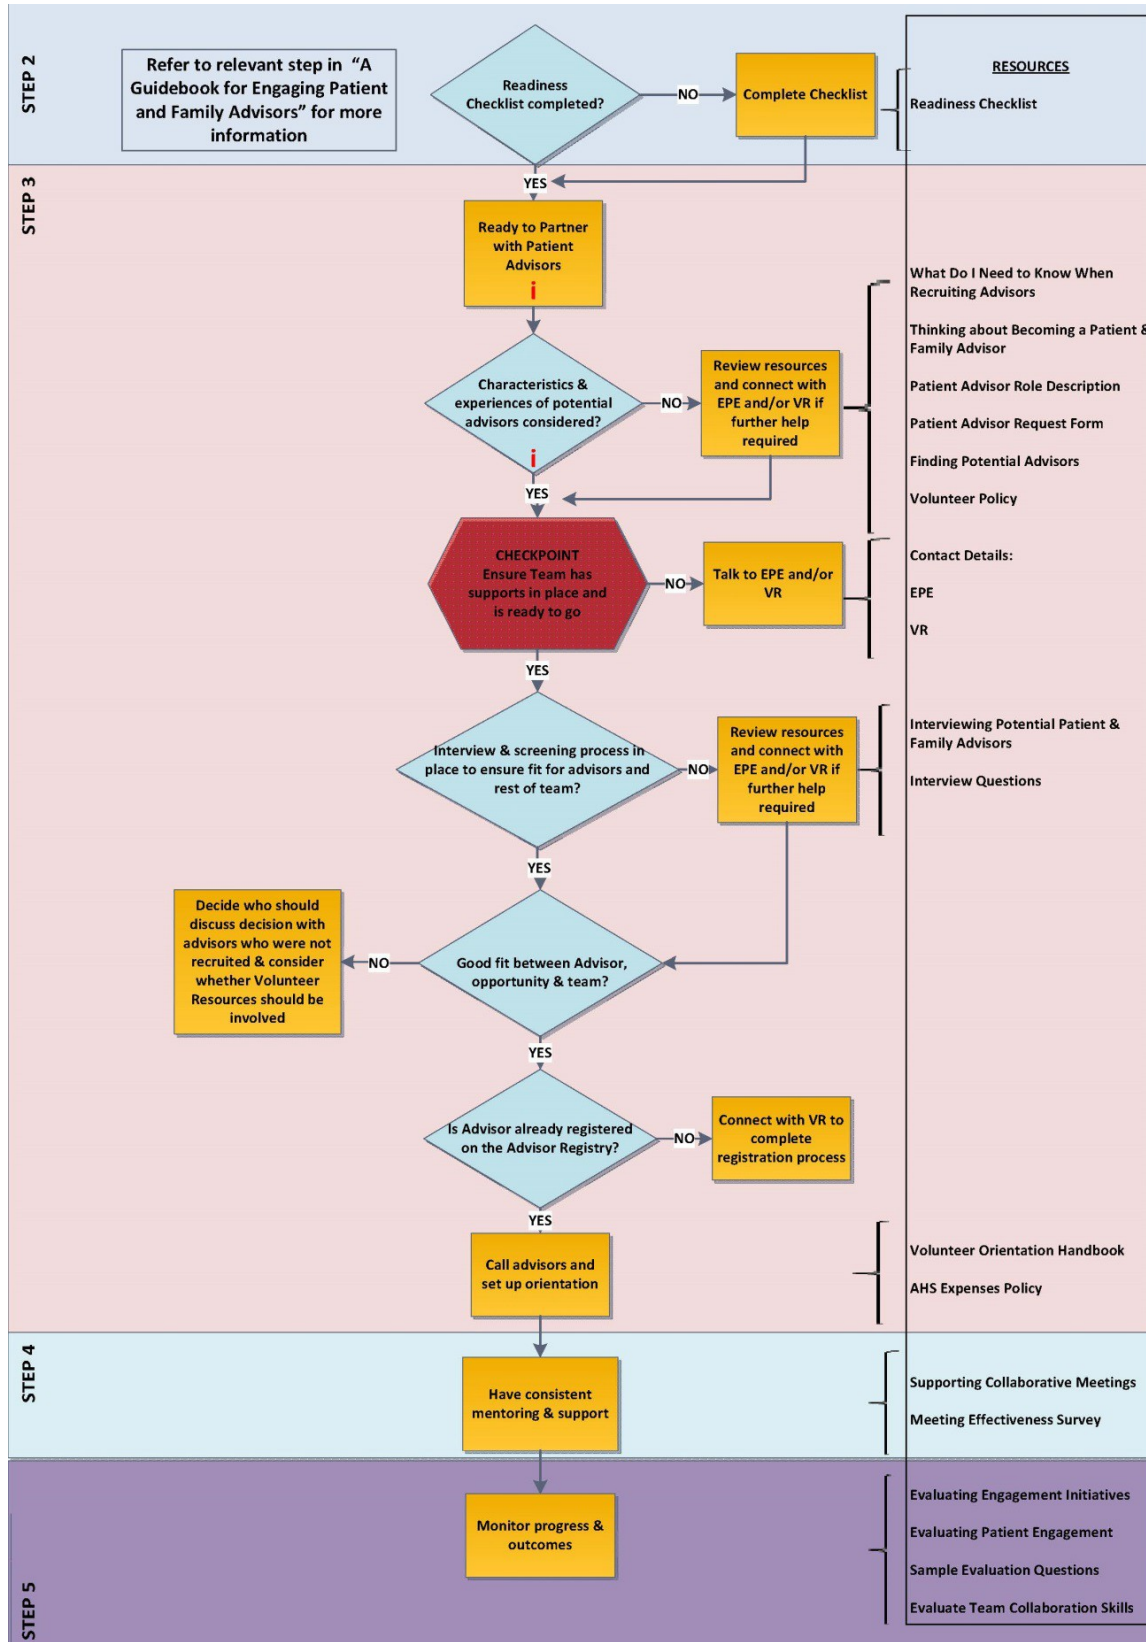 STEP 2
Refer to relevant step in “A
Guidebook for Engaging Patient
and Family Advisors” for more
information
Readiness
Checklist completed?
NO
Complete Checklist
RESOURCES
Readiness Checklist
YES
STEP 3
Ready to Partner
with Patient
Advisors
i
Characteristics &
experiences of potential
advisors considered?
i
NO
Review resources
and connect with
EPE and/or VR if
further help
required
What Do I Need to Know When
Recruiting Advisors
Thinking about Becoming a Patient &
Family Advisor
Patient Advisor Role Description
Patient Advisor Request Form
Finding Potential Advisors
Volunteer Policy
YES
CHECKPOINT
Ensure Team has
supports in place and
is ready to go
NO
Talk to EPE and/or
VR
Contact Details:
EPE
VR
YES
Interview & screening process in
place to ensure fit for advisors and
rest of team?
NO
Review resources
and connect with
EPE and/or VR if
further help
required
Interviewing Potential Patient &
Family Advisors
Interview Questions
YES
Good fit between Advisor,
opportunity & team?
NO
Decide who should
discuss decision with
advisors who were not
recruited & consider
whether Volunteer
Resources should be
involved
YES
Is Advisor already registered
on the Advisor Registry?
NO
Connect with VR to
complete
registration process
YES
Call advisors and
set up orientation
Volunteer Orientation Handbook
AHS Expenses Policy
STEP 4
Have consistent
mentoring & support
Supporting Collaborative Meetings
Meeting Effectiveness Survey
STEP 5
Monitor progress &
outcomes
Evaluating Engagement Initiatives
Evaluating Patient Engagement
Sample Evaluation Questions
Evaluate Team Collaboration Skills